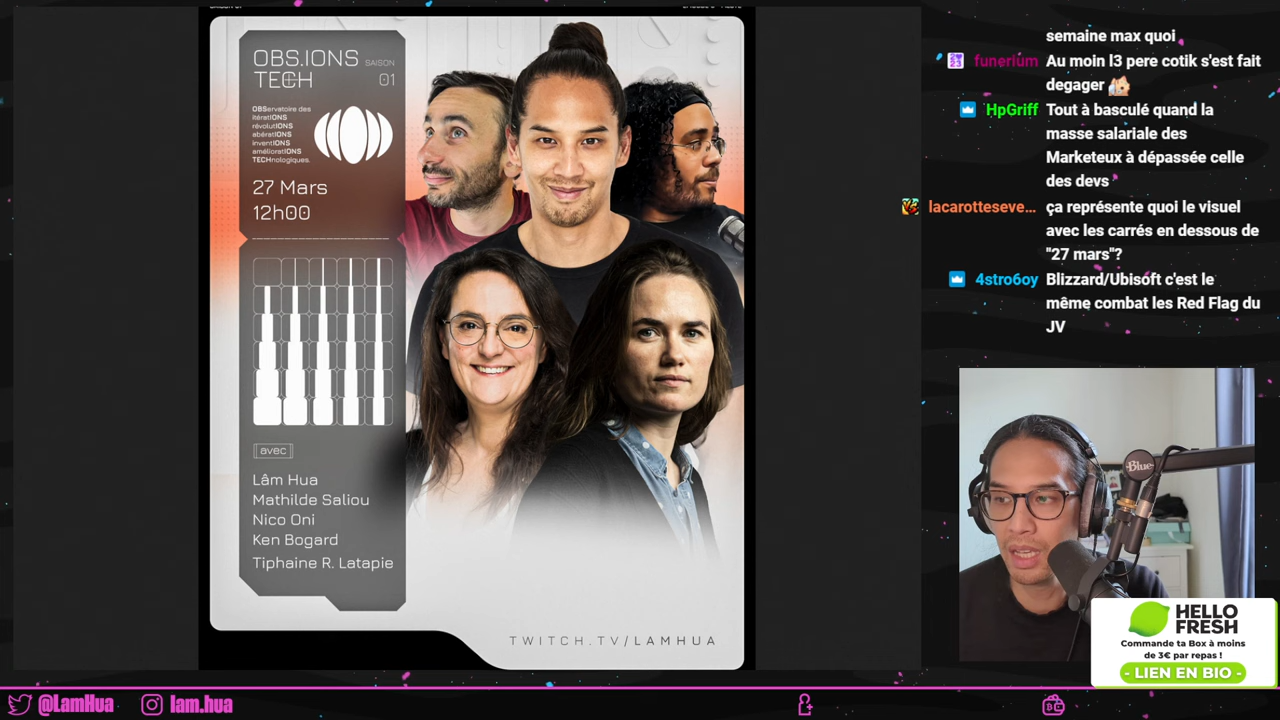 OBS.IONS
TECH
SAISON
01
OBServatoire des
itératIONS
révolutIONS
abératIONS
inventIONS
amélioratIONS
TECHnologiques.
27 Mars
12h00
avec
Lâm Hua
Mathilde Saliou
Nico Oni
Ken Bogard
Tiphaine R. Latapie
TWITCH.TV/LAMHUA
semaine max quoi
funerium Au moin l3 pere cotik s'est fait
degager
HpGriff Tout à basculé quand la
masse salariale des
Marketeux à dépassée celle
des devs
lacarotteseve... ça représente quoi le visuel
avec les carrés en dessous de
"27 mars"?
4stro6oy Blizzard/Ubisoft c'est le
même combat les Red Flag du
JV
Blue
HELLO
FRESH
Commande ta Box à moins
de 3€ par repas !
- LIEN EN BIO -
@LamHua
lam.hua